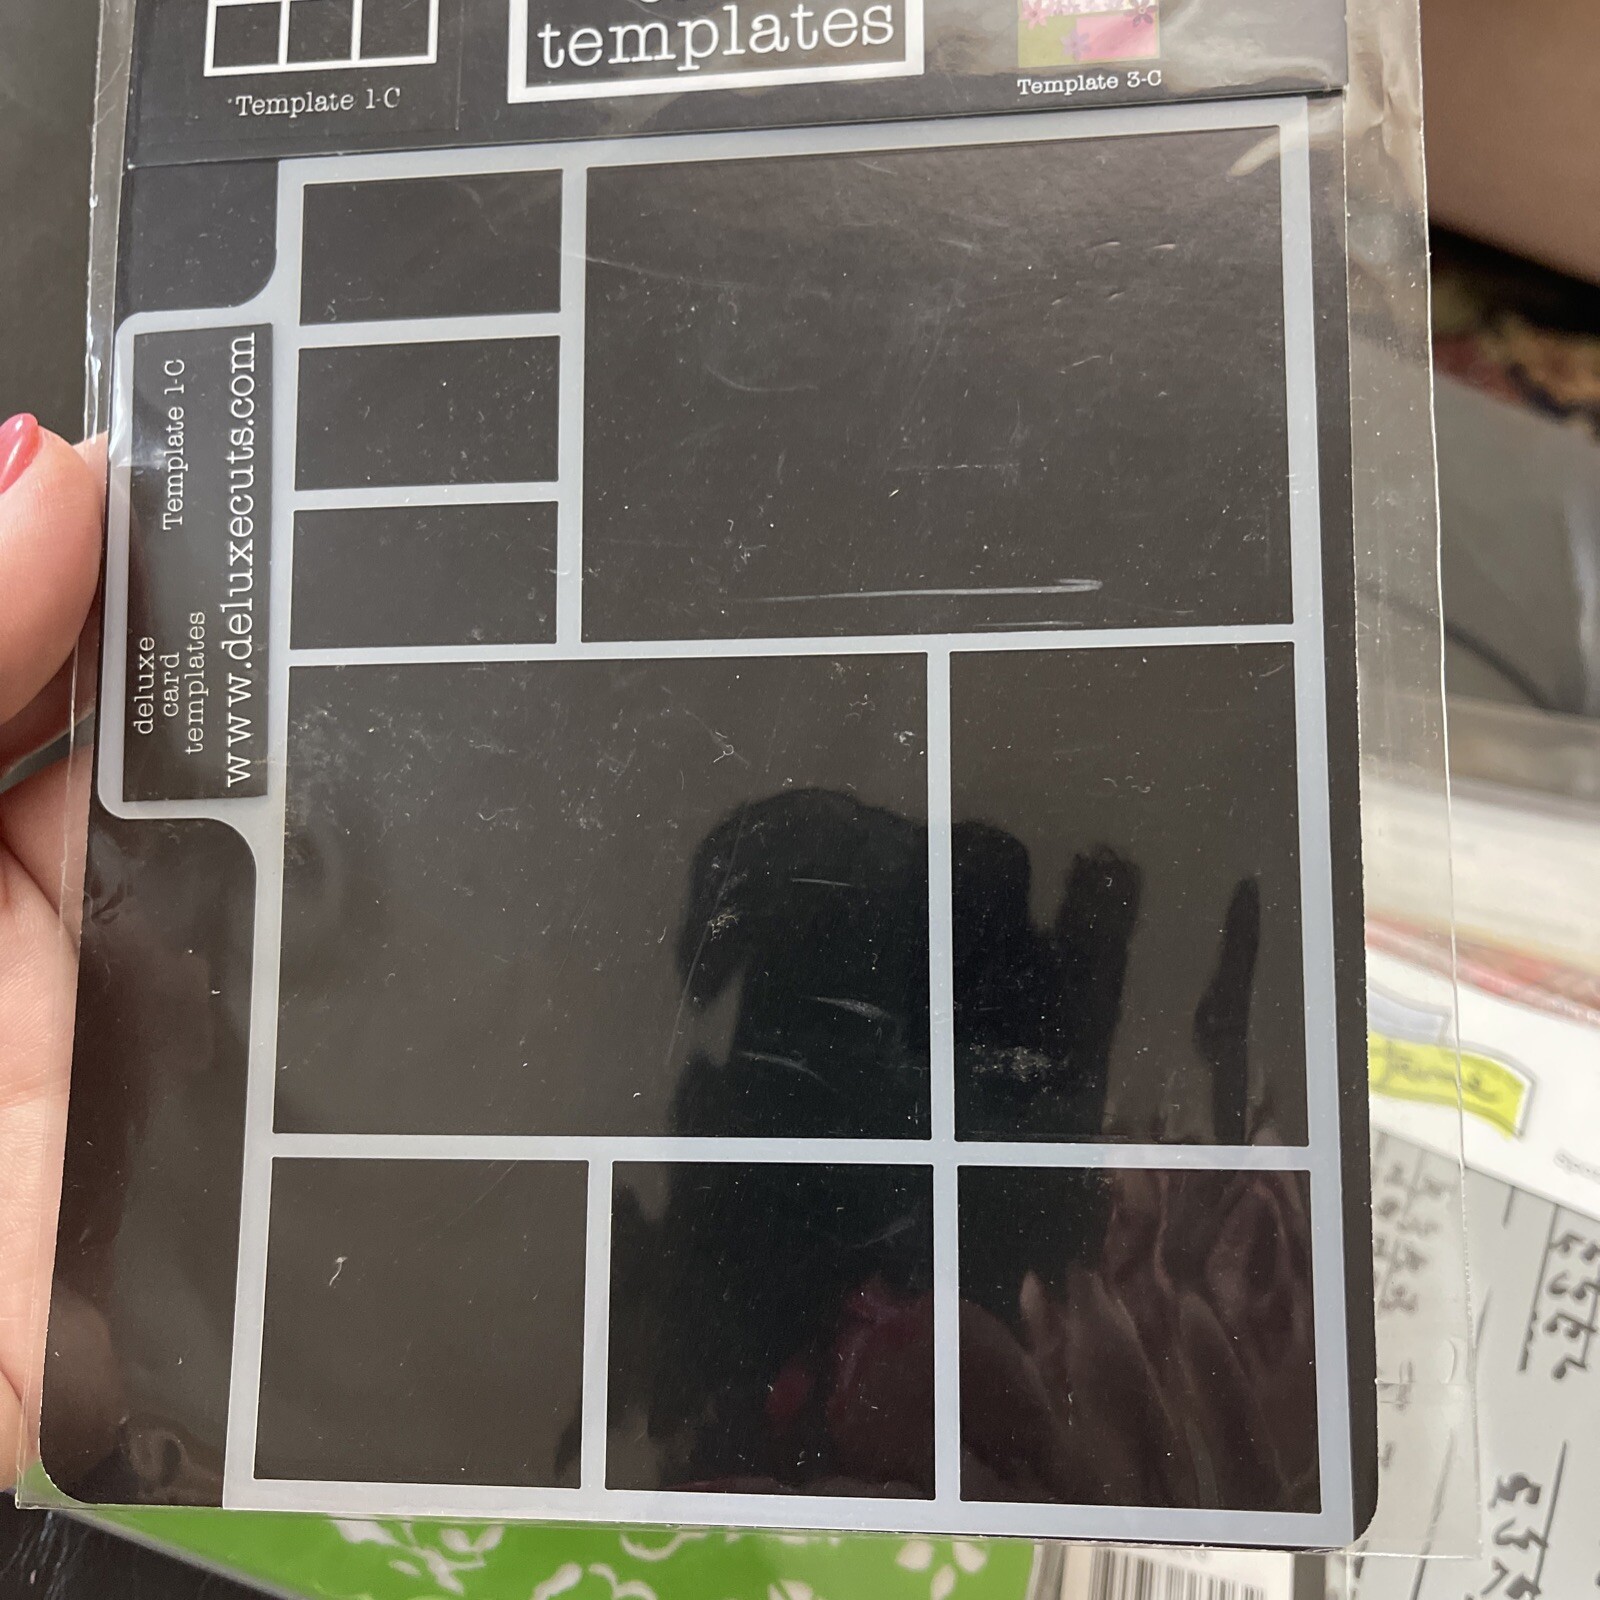 templates
Template 1-C
Template 3-C
deluxe
card
templates
Template 1-C
www.deluxecuts.com